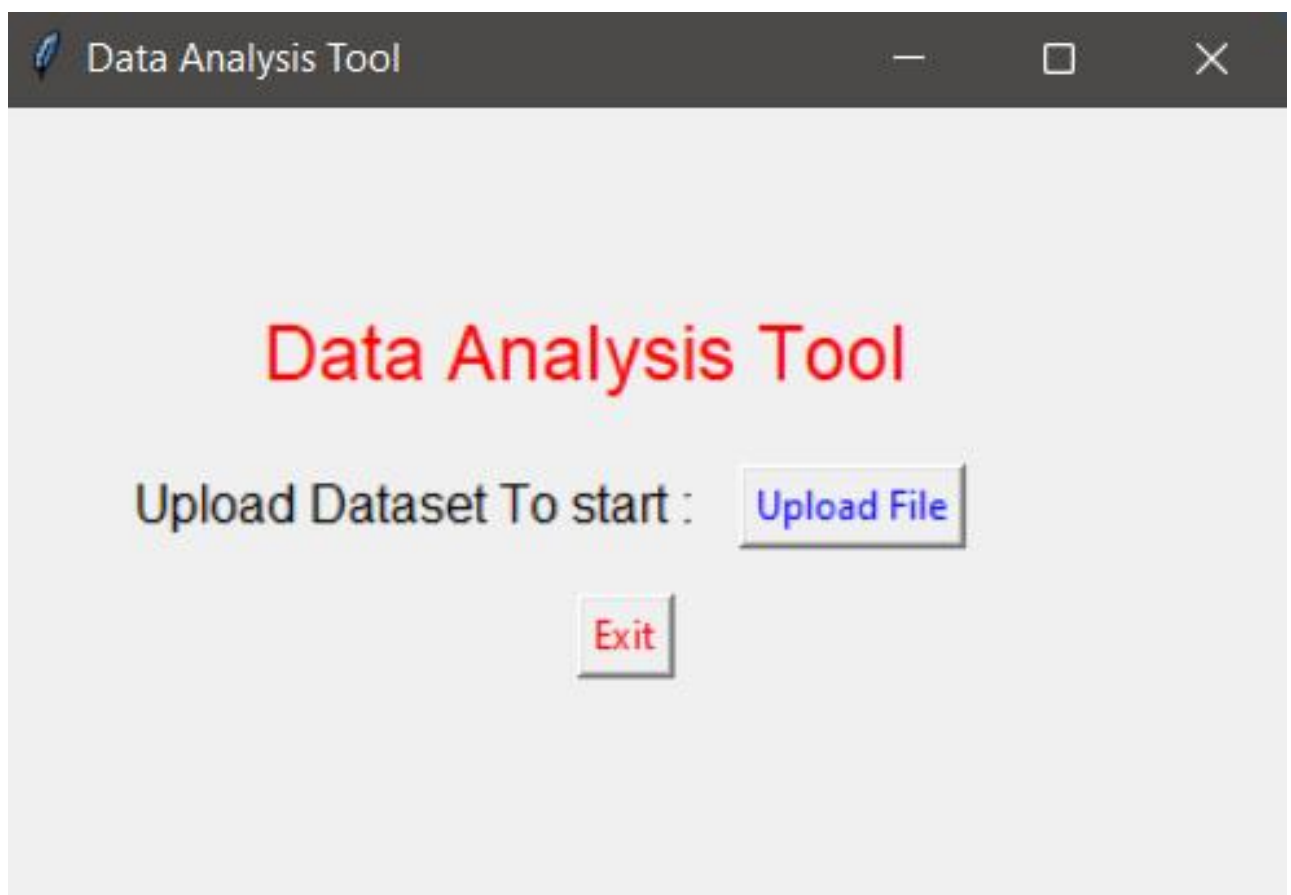 Data Analysis Tool
Data Analysis Tool
Upload Dataset To start : Upload File
Exit